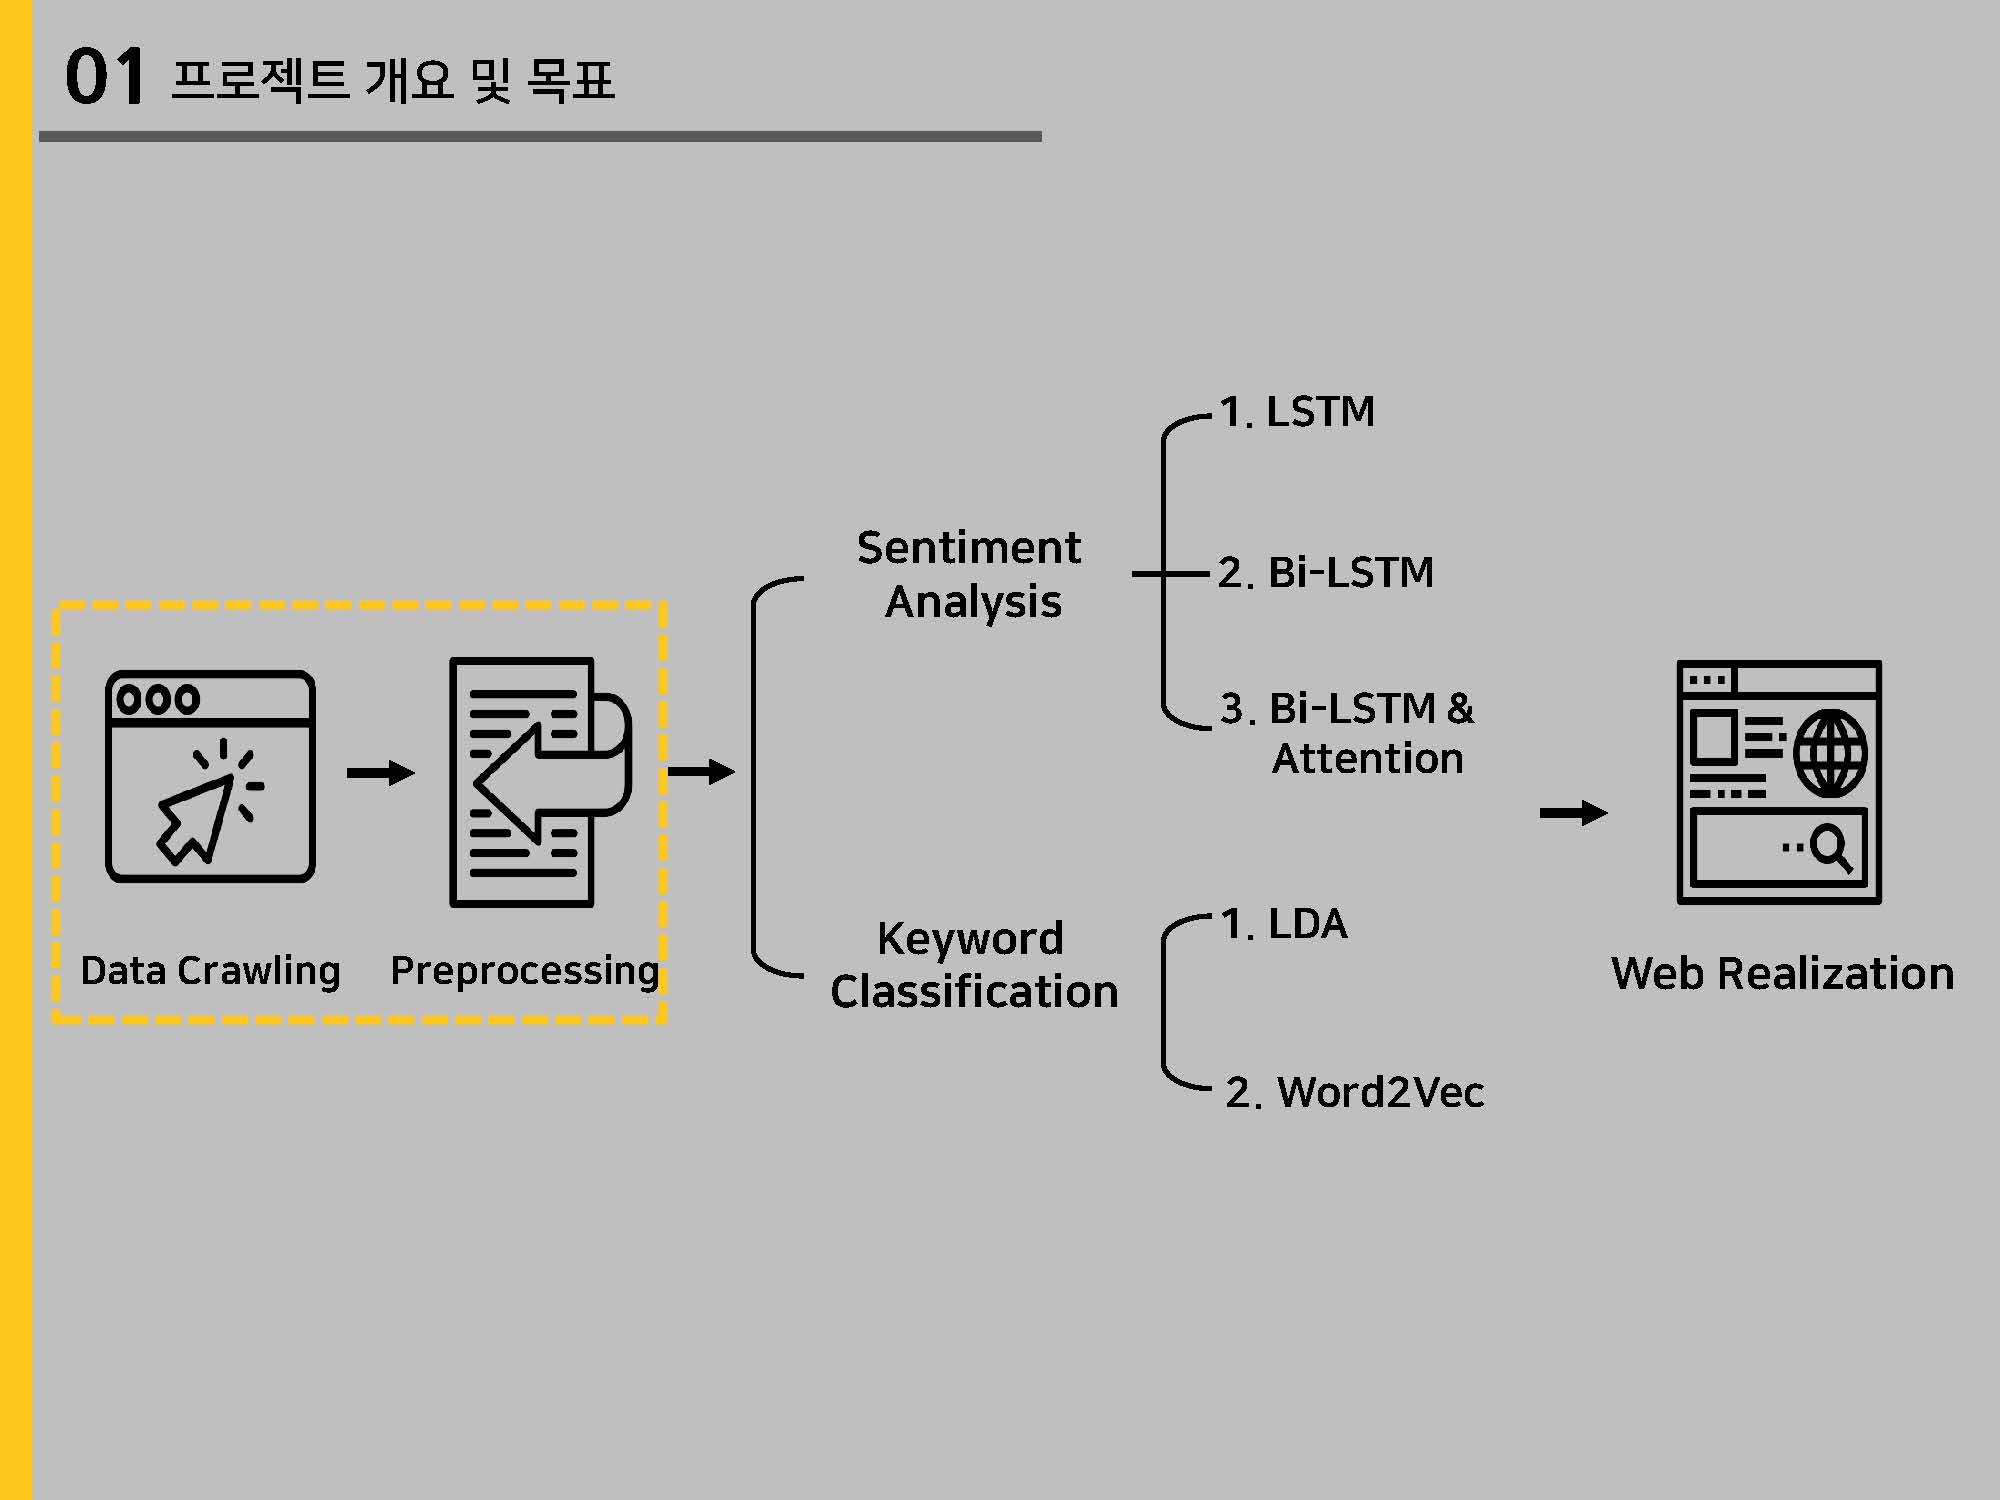 01 프로젝트 개요 및 목표
Data Crawling
Preprocessing
Sentiment
Analysis
1. LSTM
2. Bi-LSTM
3. Bi-LSTM &
Attention
Keyword
Classification
1. LDA
2. Word2Vec
Web Realization